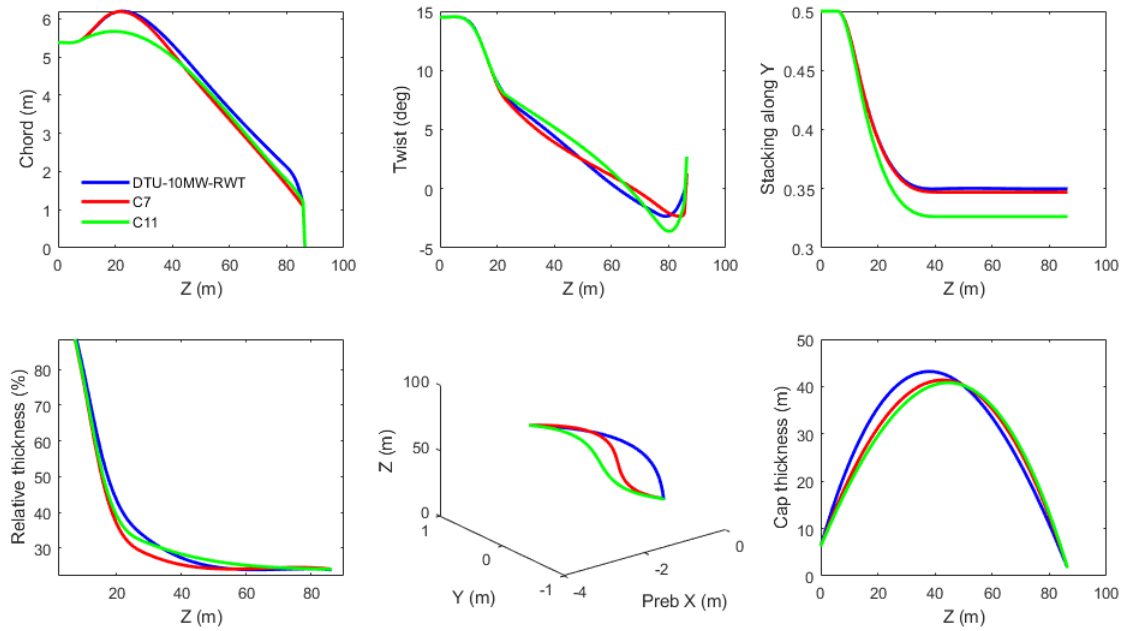 6
5
4
3
2
1
0
Chord (m)
DTU-10MW-RWT
C7
C11
0 20 40 60 80 100
Z (m)
15
10
5
0
-5
Twist (deg)
0 20 40 60 80 100
Z (m)
0.5
0.45
0.4
0.35
0.3
Stacking along Y
0 20 40 60 80 100
Z (m)
80
70
60
50
40
30
Relative thickness (%)
20 40 60 80
Z (m)
100
50
0
Z (m)
1
0
-1
Y (m)
-4
-2
0
Preb X (m)
50
40
30
20
10
0
Cap thickness (m)
0 20 40 60 80 100
Z (m)